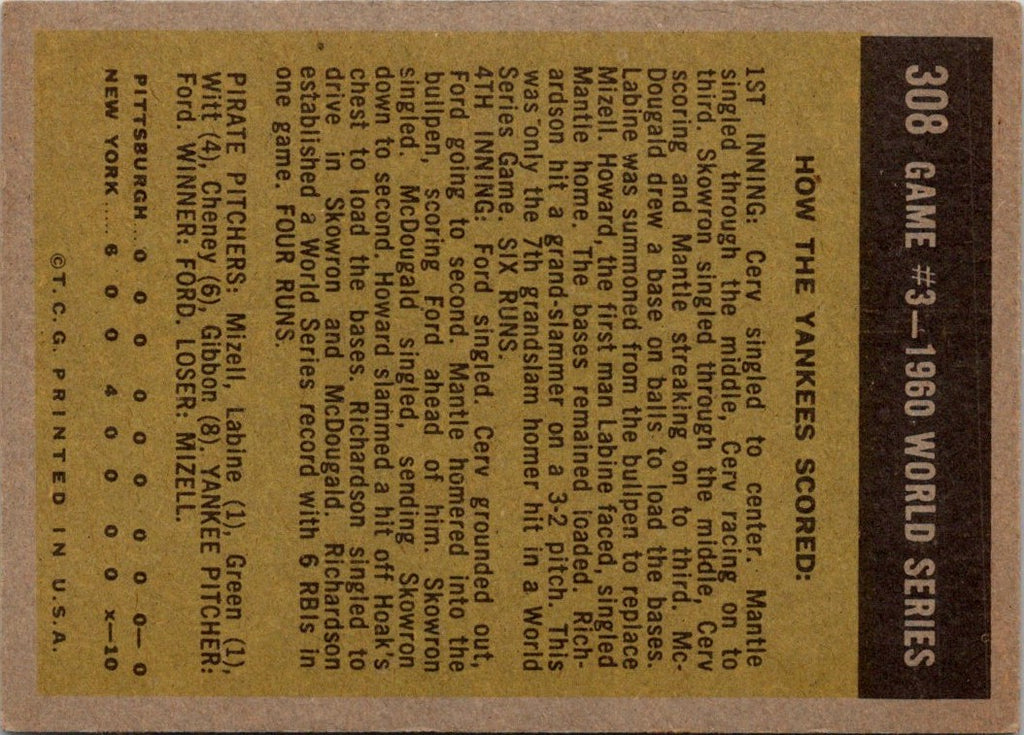 308 GAME #3—1960 WORLD SERIES
HOW THE YANKEES SCORED:
1ST INNING: Cerv singled to center. Mantle
singled through the middle, Cerv racing on to
third. Skowron singled through the middle, Cerv
scoring and Mantle streaking on to third. Mc-
Dougald drew a base on balls to load the bases.
Labine was summoned from the bullpen to replace
Mizell. Howard, the first man Labine faced, singled
Mantle home. The bases remained loaded. Rich-
ardson hit a grand-slammer on a 3-2 pitch. This
was only the 7th grandslam homer hit in a World
Series Game. SIX RUNS.
4TH INNING: Ford singled. Cerv grounded out,
Ford going to second. Mantle homered into the
bullpen, scoring Ford ahead of him. Skowron
singled. McDougald singled, sending Skowron
down to second. Howard slammed a hit off Hoak's
chest to load the bases. Richardson singled to
drive in Skowron and McDougald. Richardson
established a World Series record with 6 RBIs in
one game. FOUR RUNS.
PIRATE PITCHERS: Mizell, Labine (1), Green (1),
Witt (4), Cheney (6), Gibbon (8). YANKEE PITCHER:
Ford. WINNER: FORD. LOSER: MIZELL.
PITTSBURGH .. 0 0 0 0 0 0 0 0 0— 0
NEW YORK .... 6 0 0 4 0 0 0 0 x—10
©T.C.G. PRINTED IN U.S.A.